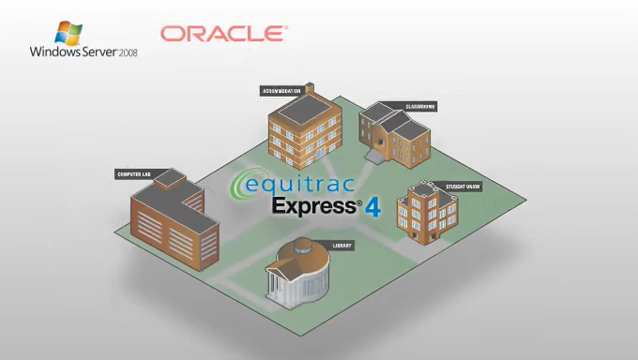 ORACLE®
Windows Server 2008
ACCOMMODATION
CLASSROOMS
COMPUTER LAB
equitrac
Express® 4
STUDENT UNION
LIBRARY